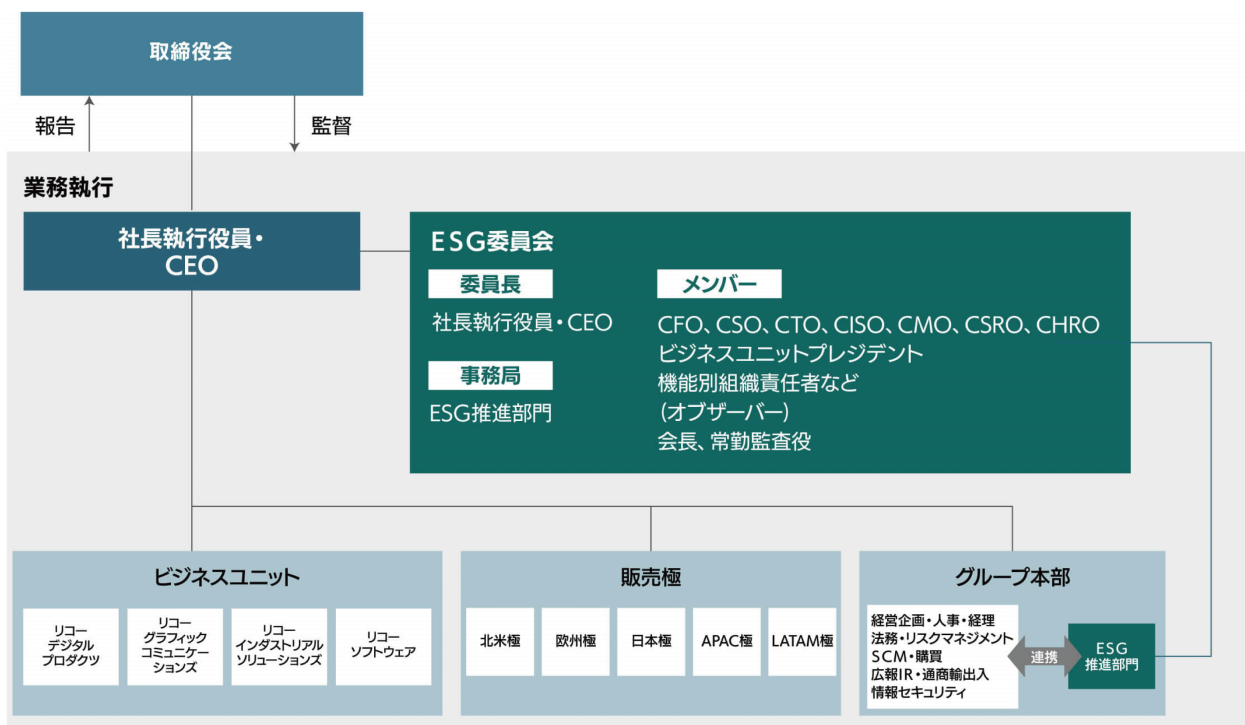 取締役会
報告
監督
業務執行
社長執行役員・
CEO
ESG委員会
委員長
社長執行役員・CEO
事務局
ESG推進部門
メンバー
CFO、CSO、CTO、CISO、CMO、CSRO、CHRO
ビジネスユニットプレジデント
機能別組織責任者など
(オブザーバー)
会長、常勤監査役
ビジネスユニット
リコー
デジタル
プロダクツ
リコー
グラフィック
コミュニケー
ションズ
リコー
インダストリアル
ソリューションズ
リコー
ソフトウェア
販売極
北米極
欧州極
日本極
APAC極
LATAM極
グループ本部
経営企画・人事・経理
法務・リスクマネジメント
SCM・購買
広報IR・通商輸出入
情報セキュリティ
連携
ESG
推進部門